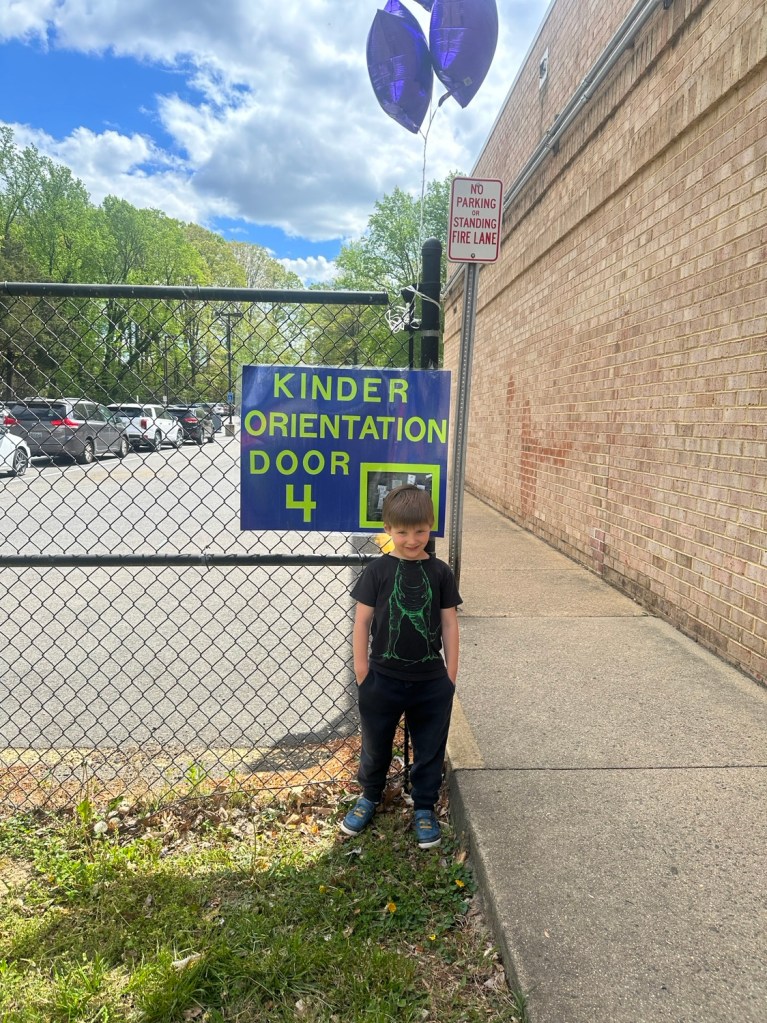 NO
PARKING
OR
STANDING
FIRE LANE
KINDER
ORIENTATION
DOOR
4